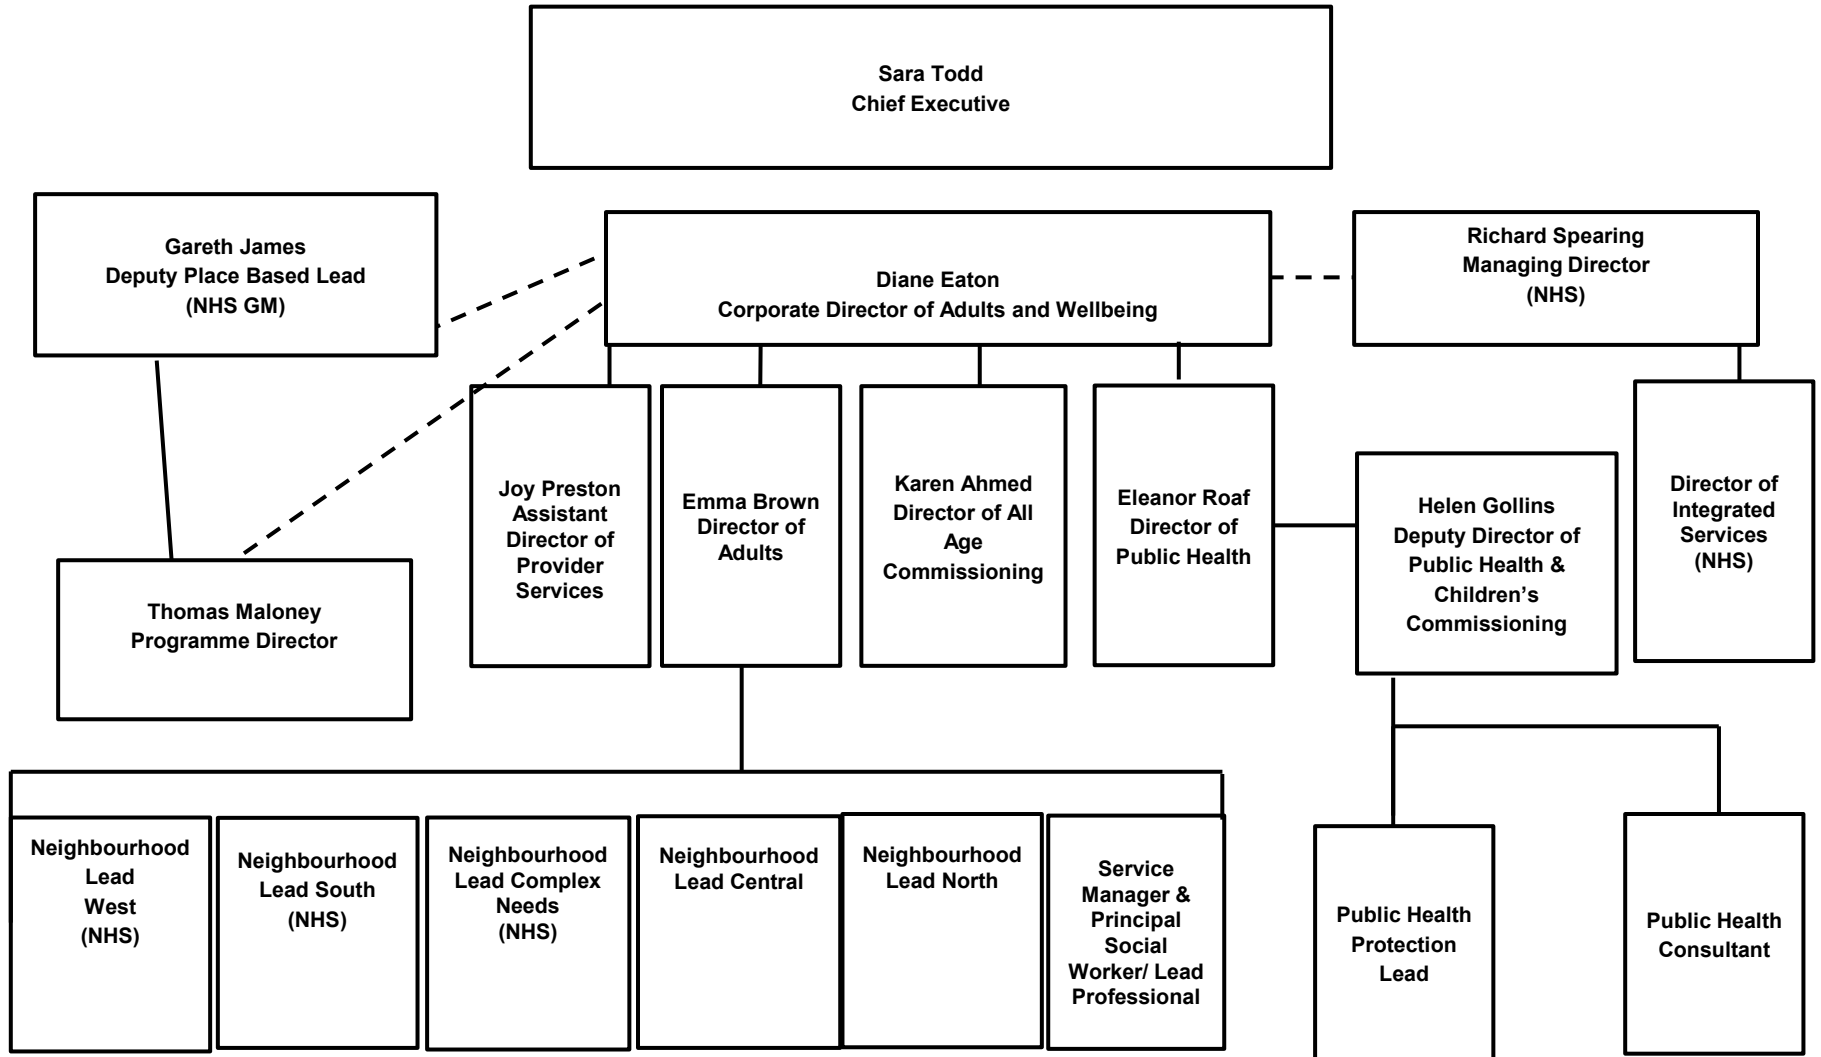 Sara Todd
Chief Executive
Gareth James
Deputy Place Based Lead
(NHS GM)
Diane Eaton
Corporate Director of Adults and Wellbeing
Richard Spearing
Managing Director
(NHS)
Thomas Maloney
Programme Director
Joy Preston
Assistant
Director of
Provider
Services
Emma Brown
Director of
Adults
Karen Ahmed
Director of All
Age
Commissioning
Eleanor Roaf
Director of
Public Health
Helen Gollins
Deputy Director of
Public Health &
Children’s
Commissioning
Director of
Integrated
Services
(NHS)
Neighbourhood
Lead
West
(NHS)
Neighbourhood
Lead South
(NHS)
Neighbourhood
Lead Complex
Needs
(NHS)
Neighbourhood
Lead Central
Neighbourhood
Lead North
Service
Manager &
Principal
Social
Worker/ Lead
Professional
Public Health
Protection
Lead
Public Health
Consultant